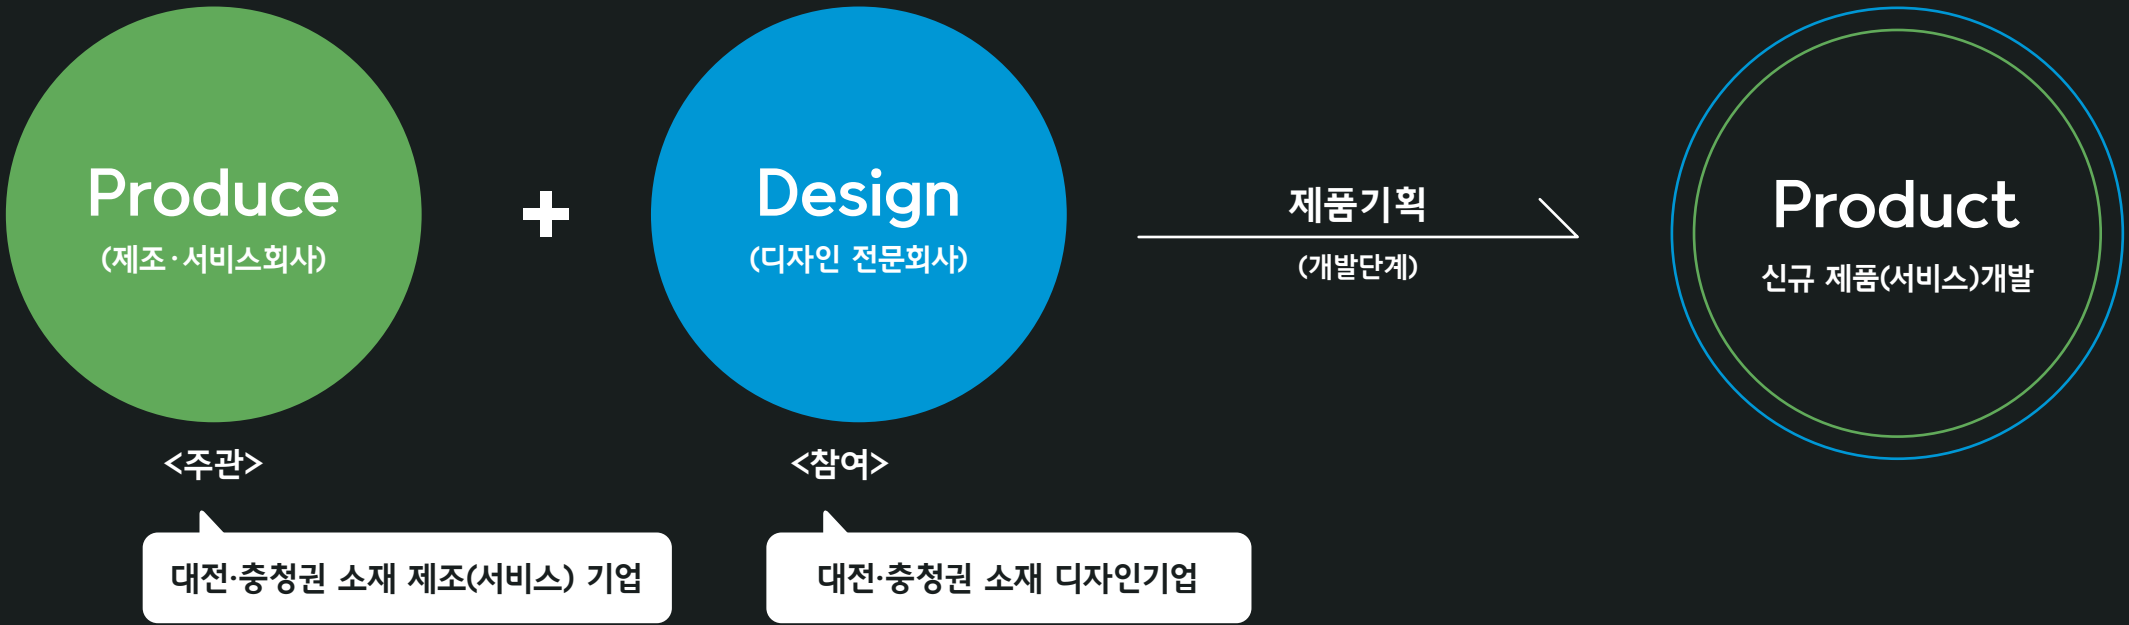 Produce
(제조·서비스회사)
+
Design
(디자인 전문회사)
제품기획
(개발단계)
Product
신규 제품(서비스)개발
<주관>
<참여>
대전·충청권 소재 제조(서비스) 기업
대전·충청권 소재 디자인기업